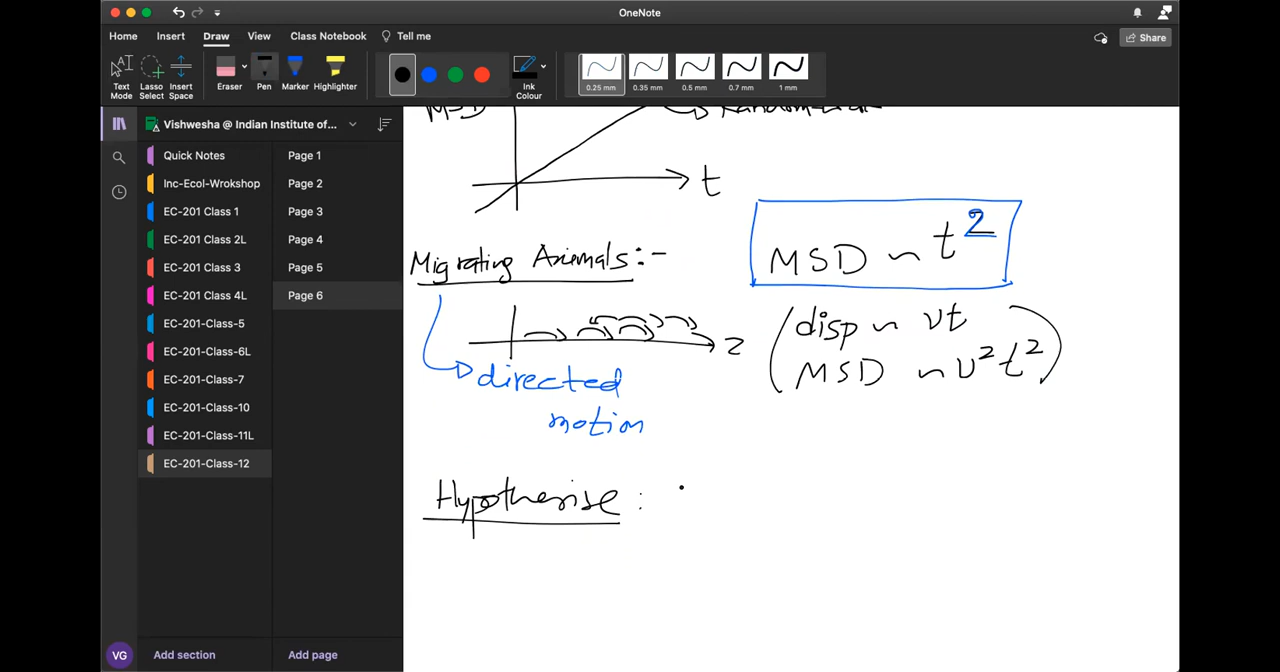 OneNote
Home Insert Draw View Class Notebook Tell me
Share
Text Mode
Lasso Select
Insert Space
Eraser
Pen
Marker
Highlighter
Ink Colour
0.25 mm
0.35 mm
0.5 mm
0.7 mm
1 mm
Vishwesha @ Indian Institute of...
Quick Notes
Inc-Ecol-Wrokshop
EC-201 Class 1
EC-201 Class 2L
EC-201 Class 3
EC-201 Class 4L
EC-201-Class-5
EC-201-Class-6L
EC-201-Class-7
EC-201-Class-10
EC-201-Class-11L
EC-201-Class-12
Page 1
Page 2
Page 3
Page 4
Page 5
Page 6
VG
Add section
Add page
MSD
t
Migrating Animals:-
MSD ~ t²
disp ~ vt
MSD ~ v² t²
directed
motion
Hypotherise :